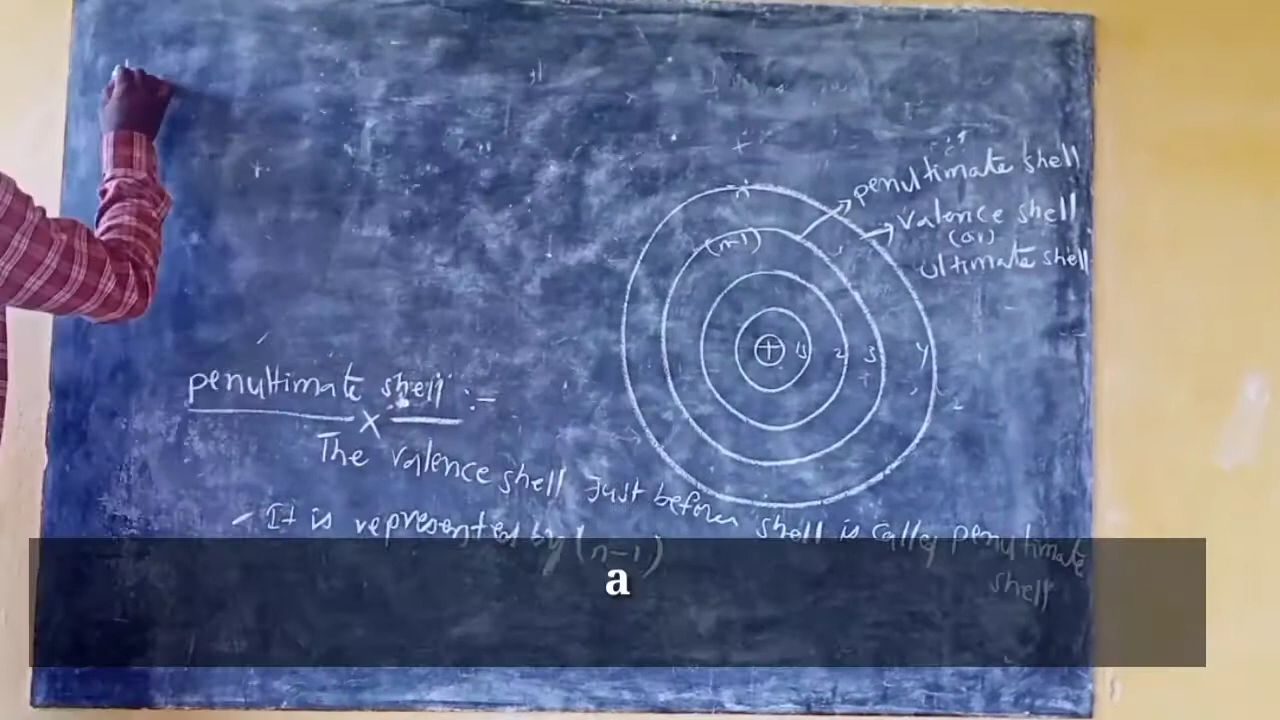 penultimate shell
valence shell
(or)
ultimate shell
n
(n-1)
+ 1 2 3 4
penultimate shell :-
The valence shell Just before shell is called penultimate
shell
- It is represented by (n-1)
a